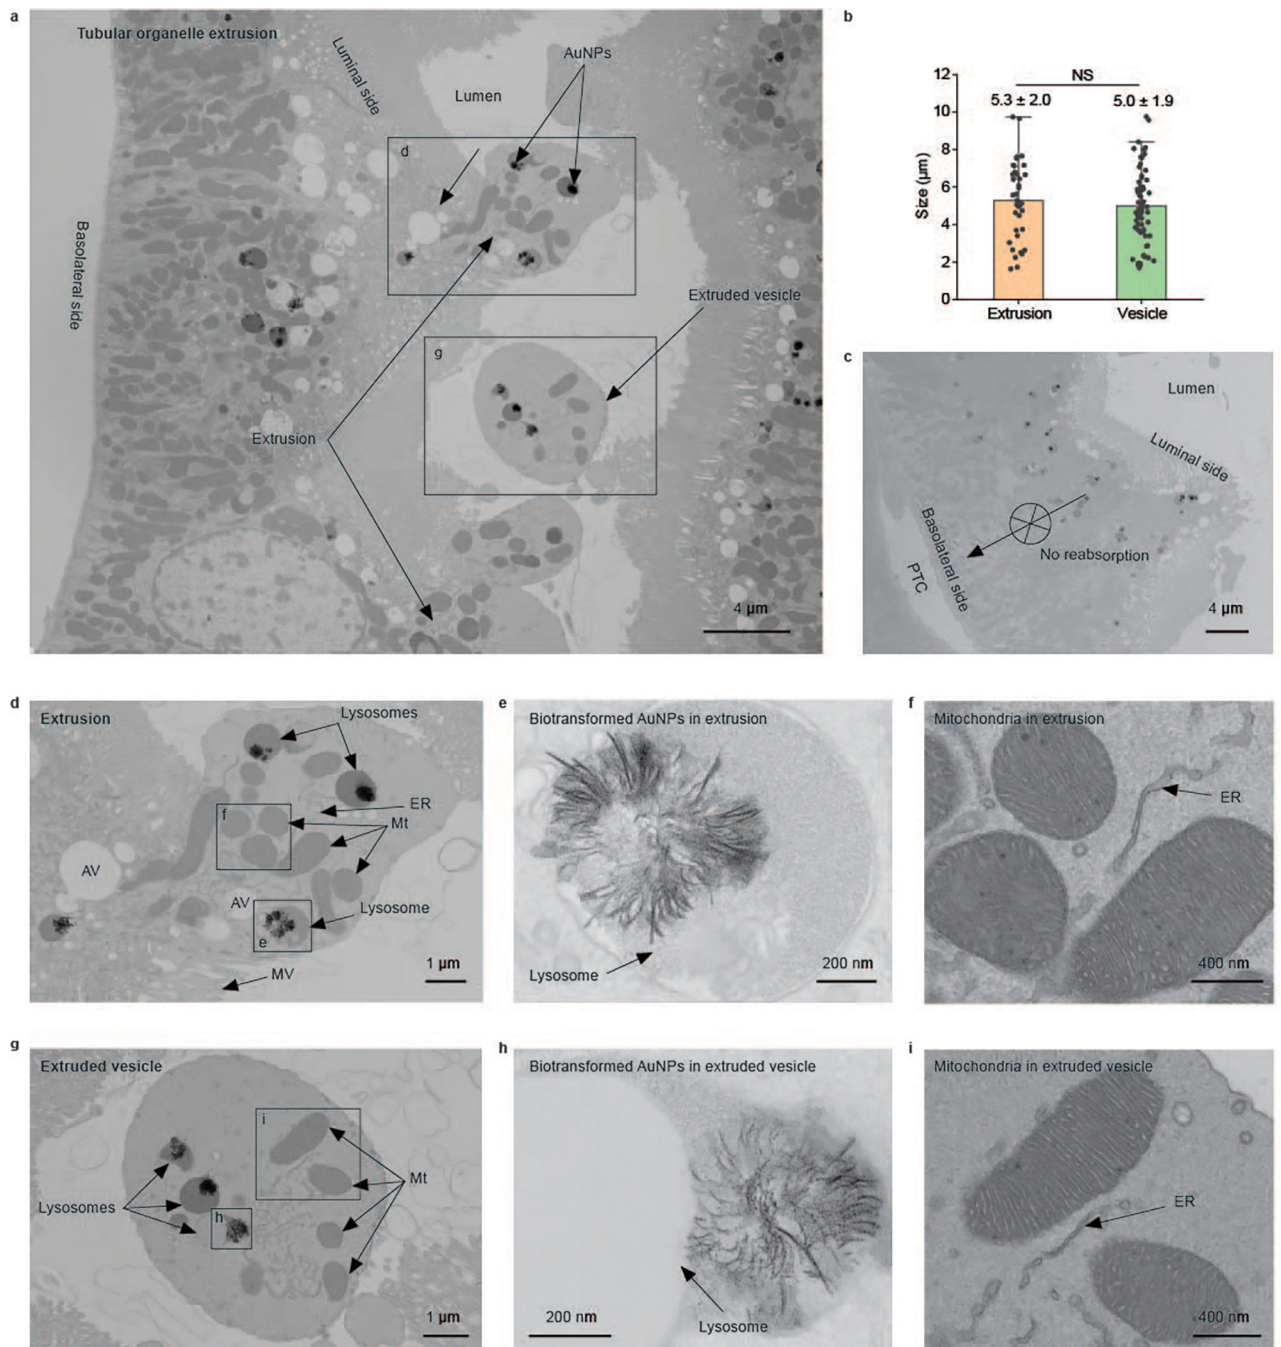 a
Tubular organelle extrusion
Luminal side
AuNPs
Lumen
d
Basolateral side
Extruded vesicle
g
Extrusion
4 µm
b
12
10
8
6
4
2
0
Size (µm)
NS
5.3 ± 2.0
5.0 ± 1.9
Extrusion
Vesicle
c
Lumen
Luminal side
Basolateral side
No reabsorption
PTC
4 µm
d
Extrusion
Lysosomes
ER
f
Mt
AV
AV
Lysosome
e
MV
1 µm
e
Biotransformed AuNPs in extrusion
Lysosome
200 nm
f
Mitochondria in extrusion
ER
400 nm
g
Extruded vesicle
i
Mt
Lysosomes
h
1 µm
h
Biotransformed AuNPs in extruded vesicle
200 nm
Lysosome
i
Mitochondria in extruded vesicle
ER
400 nm